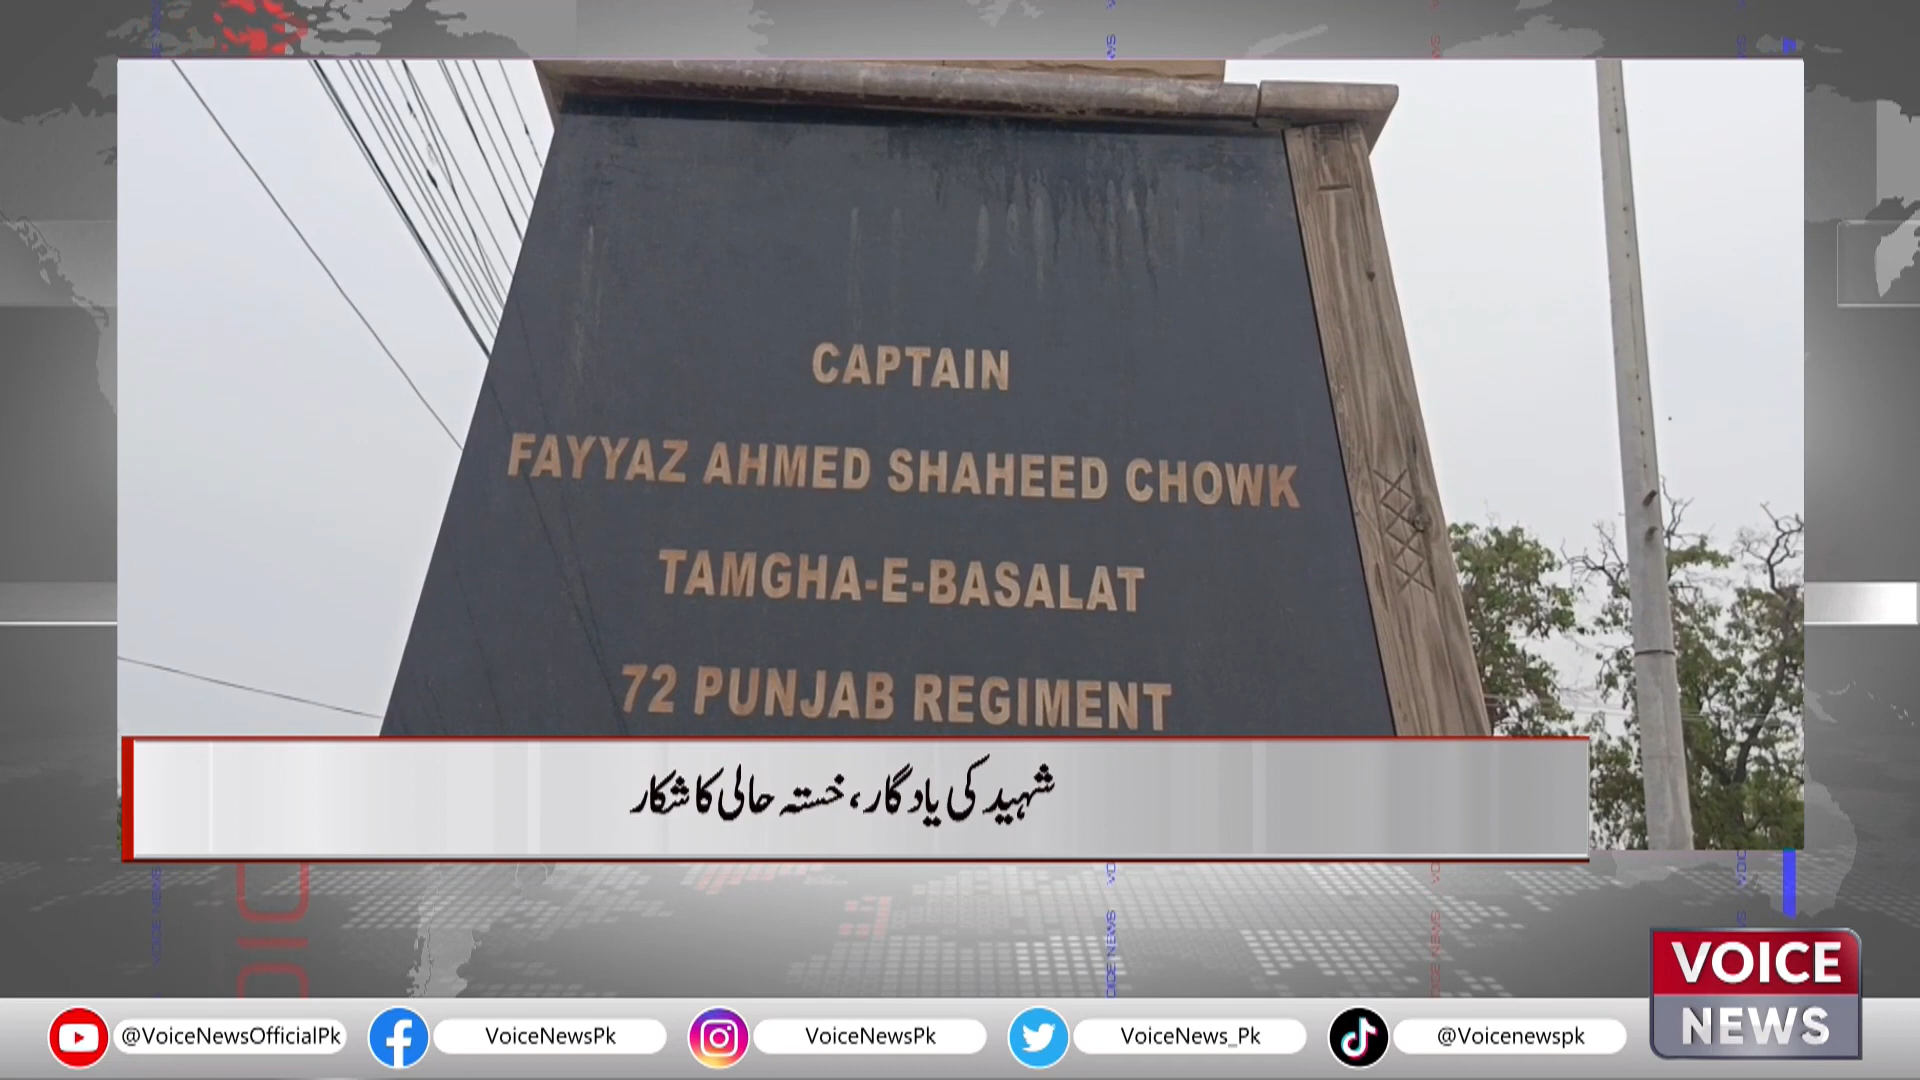 CAPTAIN
FAYYAZ AHMED SHAHEED CHOWK
TAMGHA-E-BASALAT
72 PUNJAB REGIMENT
شہید کی یادگار، خستہ حالی کا شکار
VOICE
NEWS
@VoiceNewsOfficialPk
VoiceNewsPk
VoiceNewsPk
VoiceNews_Pk
@Voicenewspk